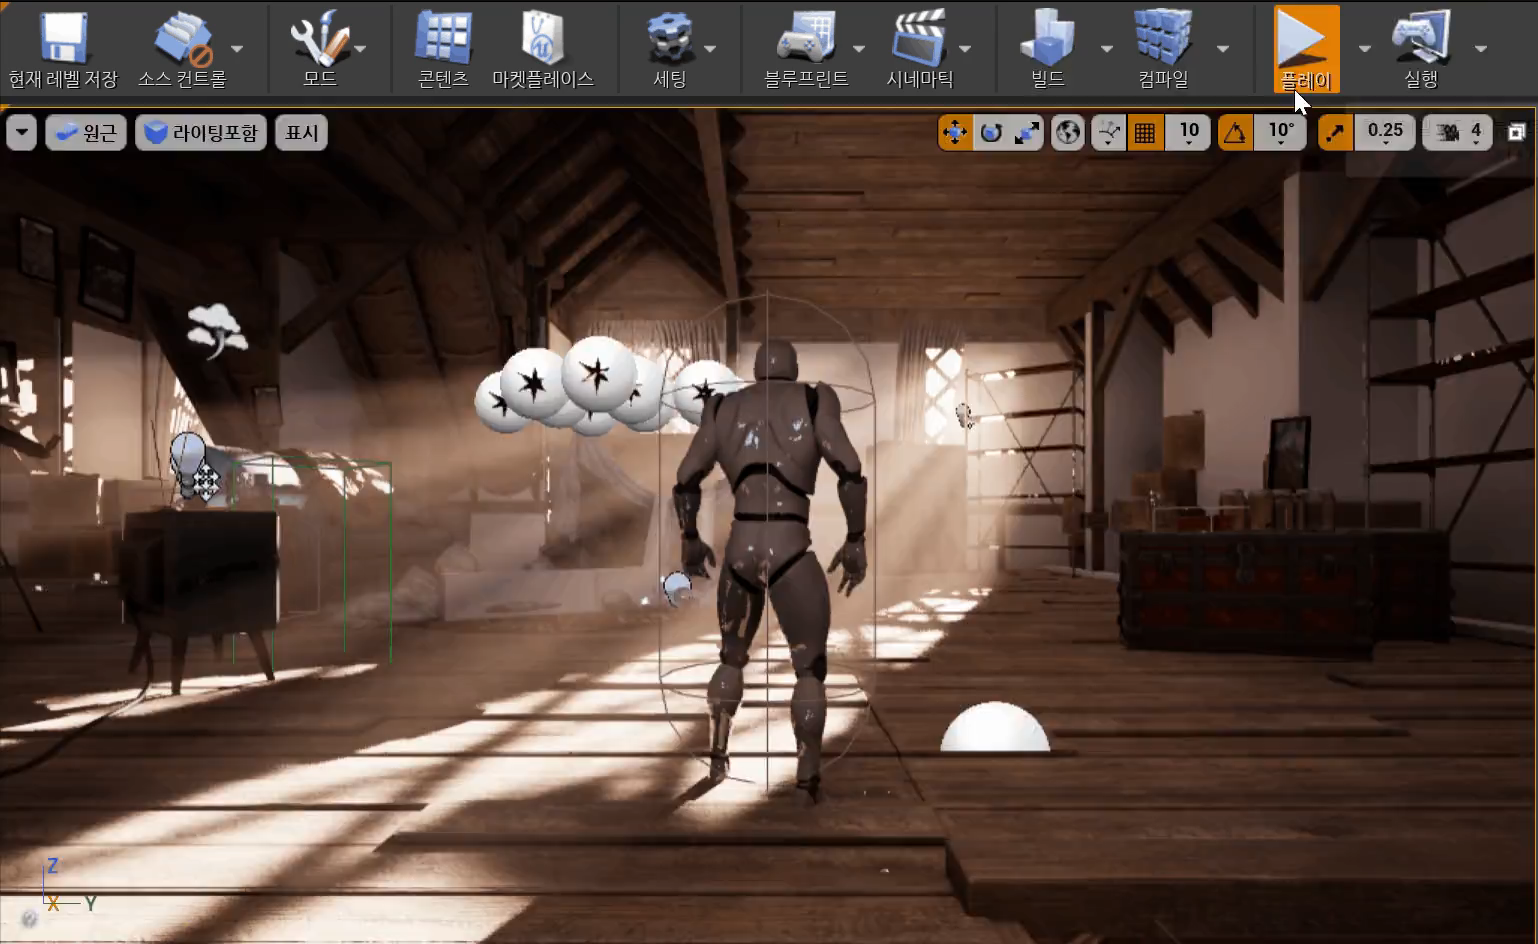 현재 레벨 저장
소스 컨트롤
모드
콘텐츠
마켓플레이스
세팅
블루프린트
시네마틱
빌드
컴파일
플레이
실행
원근
라이팅포함
표시
10
10°
0.25
4
Z
X
Y